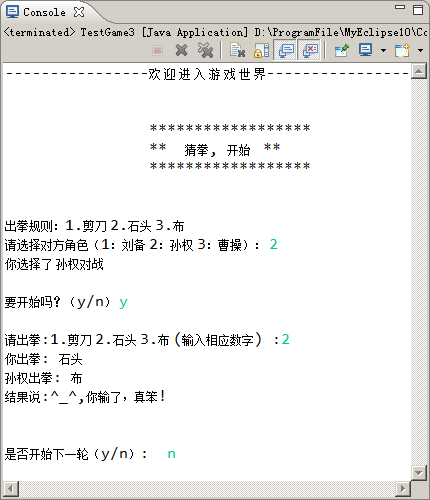 Console
<terminated> TestGame3 [Java Application] D:\ProgramFile\MyEclipse10\Co
----------------欢迎进入游戏世界----------------
******************
**  猜拳, 开始  **
******************
出拳规则：1.剪刀 2.石头 3.布
请选择对方角色（1：刘备 2：孙权 3：曹操）：2
你选择了 孙权对战
要开始吗？（y/n）y
请出拳:1.剪刀 2.石头 3.布 (输入相应数字) :2
你出拳: 石头
孙权出拳: 布
结果说:^_^,你输了，真笨!
是否开始下一轮（y/n）:  n